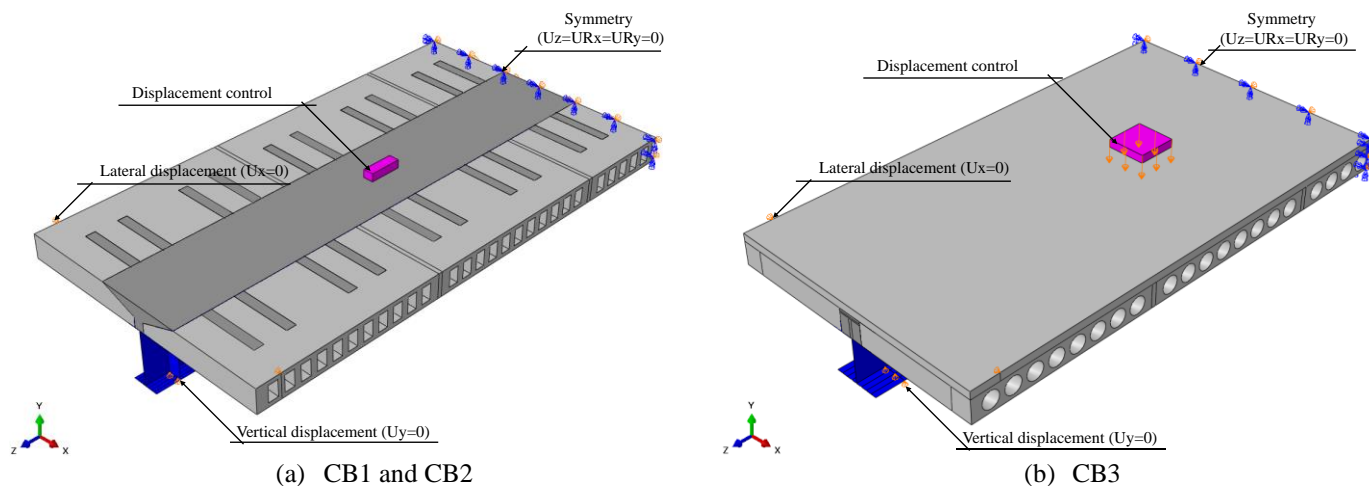 Symmetry
(Uz=URx=URy=0)
Displacement control
Lateral displacement (Ux=0)
Vertical displacement (Uy=0)
Y
Z
X
(a) CB1 and CB2
Symmetry
(Uz=URx=URy=0)
Displacement control
Lateral displacement (Ux=0)
Vertical displacement (Uy=0)
Y
Z
X
(b) CB3